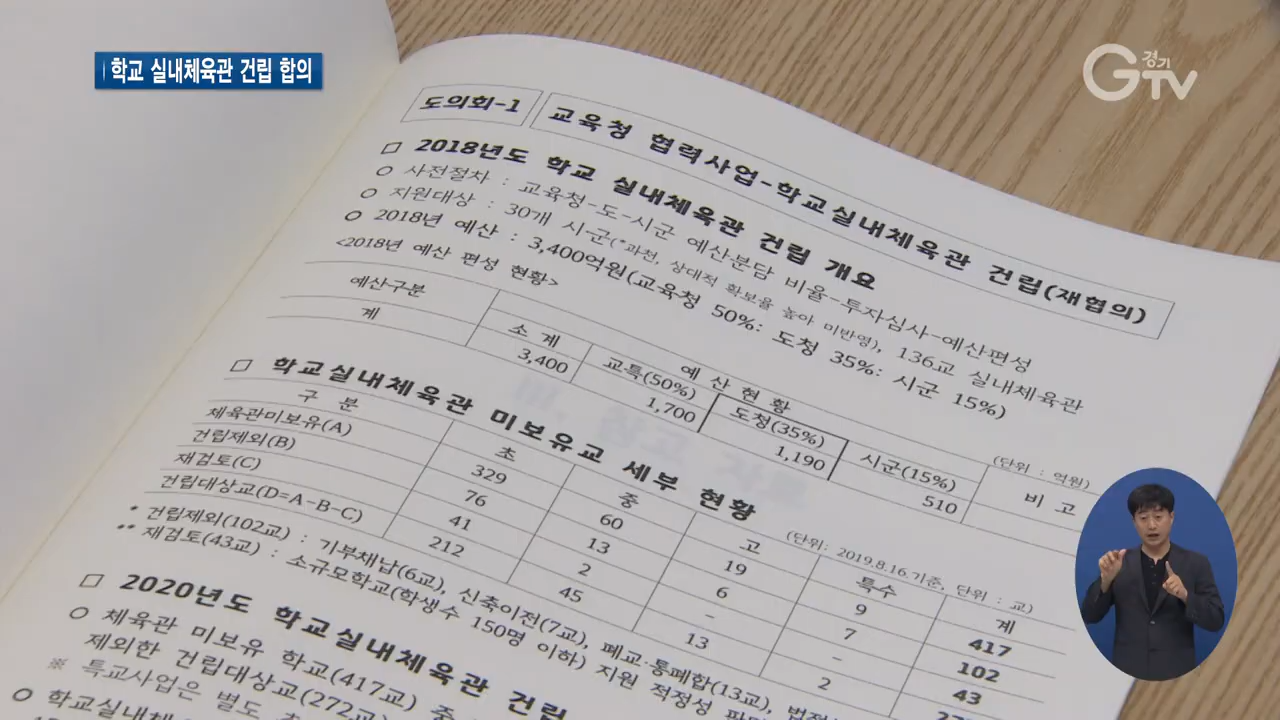 학교 실내체육관 건립 합의
경기
GTV
도의회-1
교육청 협력사업-학교실내체육관 건립(재협의)
□ 2018년도 학교 실내체육관 건립 개요
○ 사전절차 : 교육청-도-시군 예산분담 비율-투자심사-예산편성
○ 지원대상 : 30개 시·군(*과천, 상대적 확보율 높아 미반영), 136교 실내체육관
○ 2018년 예산 : 3,400억원(교육청 50%: 도청 35%: 시군 15%)
<2018년 예산 편성 현황>
(단위 : 억원)
예산구분 예 산 현 황 비 고
소 계 교특(50%) 도청(35%) 시군(15%)
계 3,400 1,700 1,190 510
□ 학교실내체육관 미보유교 세부 현황
(단위: 2019.8.16.기준, 단위 : 교)
구 분 초 중 고 특수 계
체육관미보유(A) 329 60 19 9 417
건립제외(B) 76 13 6 7 102
재검토(C) 41 2 - - 43
건립대상교(D=A-B-C) 212 45 13 2
* 건립제외(102교) : 기부채납(6교), 신축이전(7교), 폐교·통폐합(13교),
** 재검토(43교) : 소규모학교(학생수 150명 이하) 지원 적정성
□ 2020년도 학교실내체육관 건립
○ 체육관 미보유 학교(417교) 중
제외한 건립대상교(272교)
※ 특교사업은 별도
○ 학교실내체육관